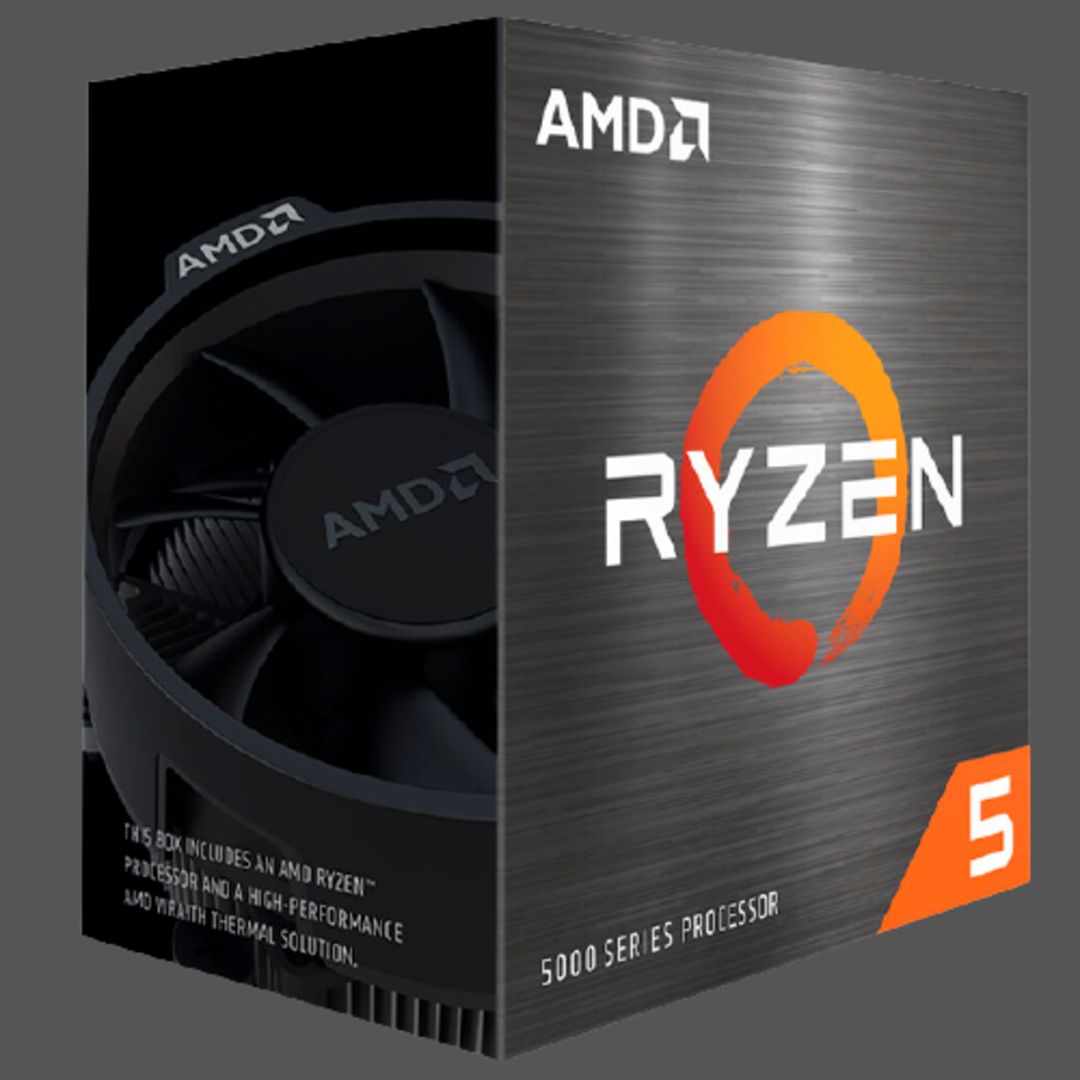 AMD
AMD
THIS BOX INCLUDES AN AMD RYZEN™
PROCESSOR AND A HIGH-PERFORMANCE
AMD WRAITH THERMAL SOLUTION.
AMD
RYZEN
5
5000 SERIES PROCESSOR